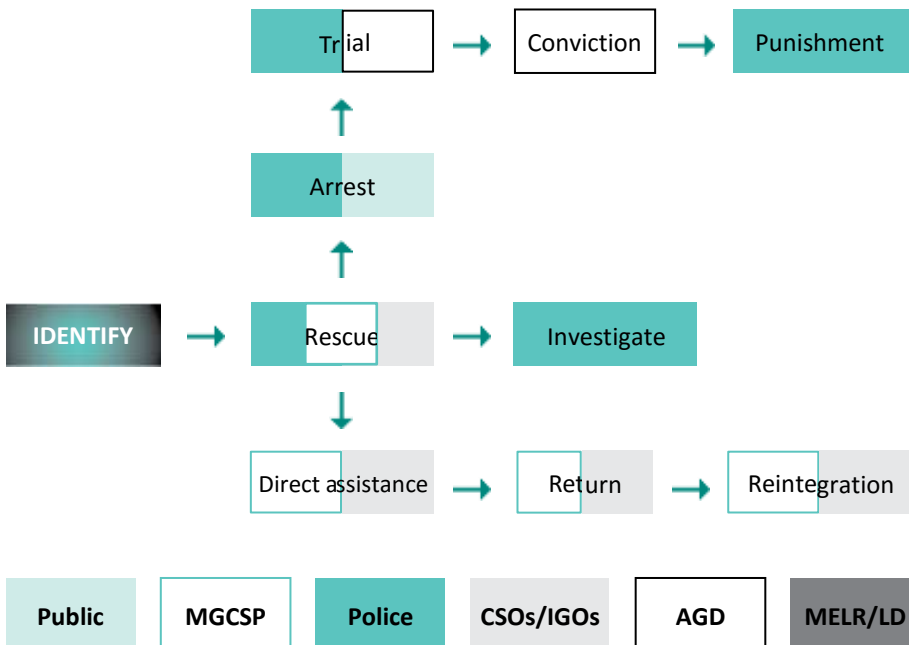 Trial
Conviction
Punishment
Arrest
IDENTIFY
Rescue
Investigate
Direct assistance
Return
Reintegration
Public
MGCSP
Police
CSOs/IGOs
AGD
MELR/LD